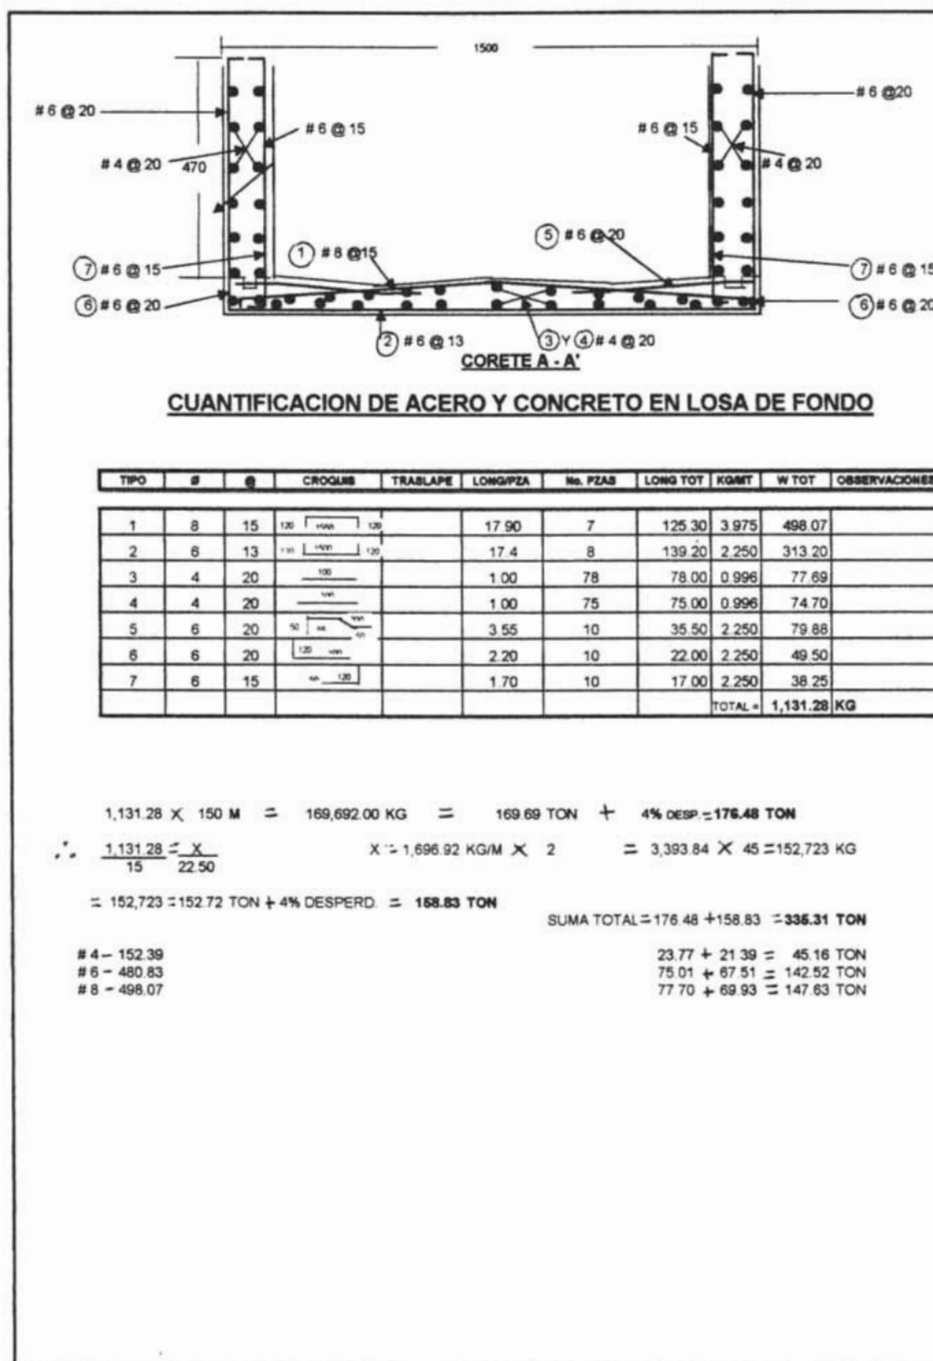 1500
# 6 @ 20
# 6 @20
# 6 @ 15
# 6 @ 15
# 4 @ 20
470
# 4 @ 20
5 # 6 @ 20
1 # 8 @15
7 # 6 @ 15
7 # 6 @ 15
6 # 6 @ 20
6 # 6 @ 20
2 # 6 @ 13
3 Y 4 # 4 @ 20
CORETE A - A'
CUANTIFICACION DE ACERO Y CONCRETO EN LOSA DE FONDO
TIPO Ø @ CROQUIS TRASLAPE LONG/PZA No. PZAS LONG TOT KG/MT W TOT OBSERVACIONES
1 8 15 120 1500 120 17.90 7 125.30 3.975 498.07
2 6 13 1500 120 17.4 8 139.20 2.250 313.20
3 4 20 100 1.00 78 78.00 0.996 77.69
4 4 20 1.00 75 75.00 0.996 74.70
5 6 20 50 3.55 10 35.50 2.250 79.88
6 6 20 120 2.20 10 22.00 2.250 49.50
7 6 15 120 1.70 10 17.00 2.250 38.25
TOTAL = 1,131.28 KG
1,131.28 X 150 M = 169,692.00 KG = 169.69 TON + 4% DESP. = 176.48 TON
∴ 1,131.28 = X X = 1,696.92 KG/M X 2 = 3,393.84 X 45 = 152,723 KG
15 22.50
= 152,723 = 152.72 TON + 4% DESPERD. = 158.83 TON
SUMA TOTAL = 176.48 + 158.83 = 335.31 TON
# 4 – 152.39 23.77 + 21.39 = 45.16 TON
# 6 – 480.83 75.01 + 67.51 = 142.52 TON
# 8 – 498.07 77 70 + 69.93 = 147.63 TON